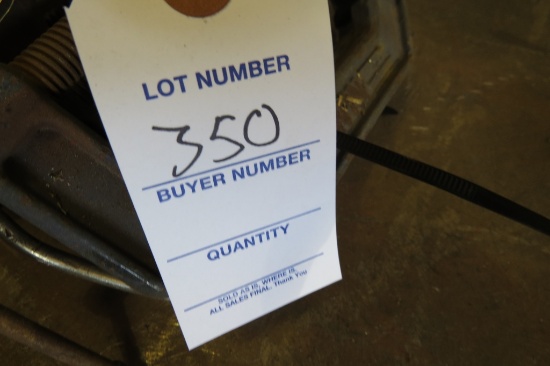 LOT NUMBER
350
BUYER NUMBER
QUANTITY
SOLD AS IS, WHERE IS.
ALL SALES FINAL. Thank You